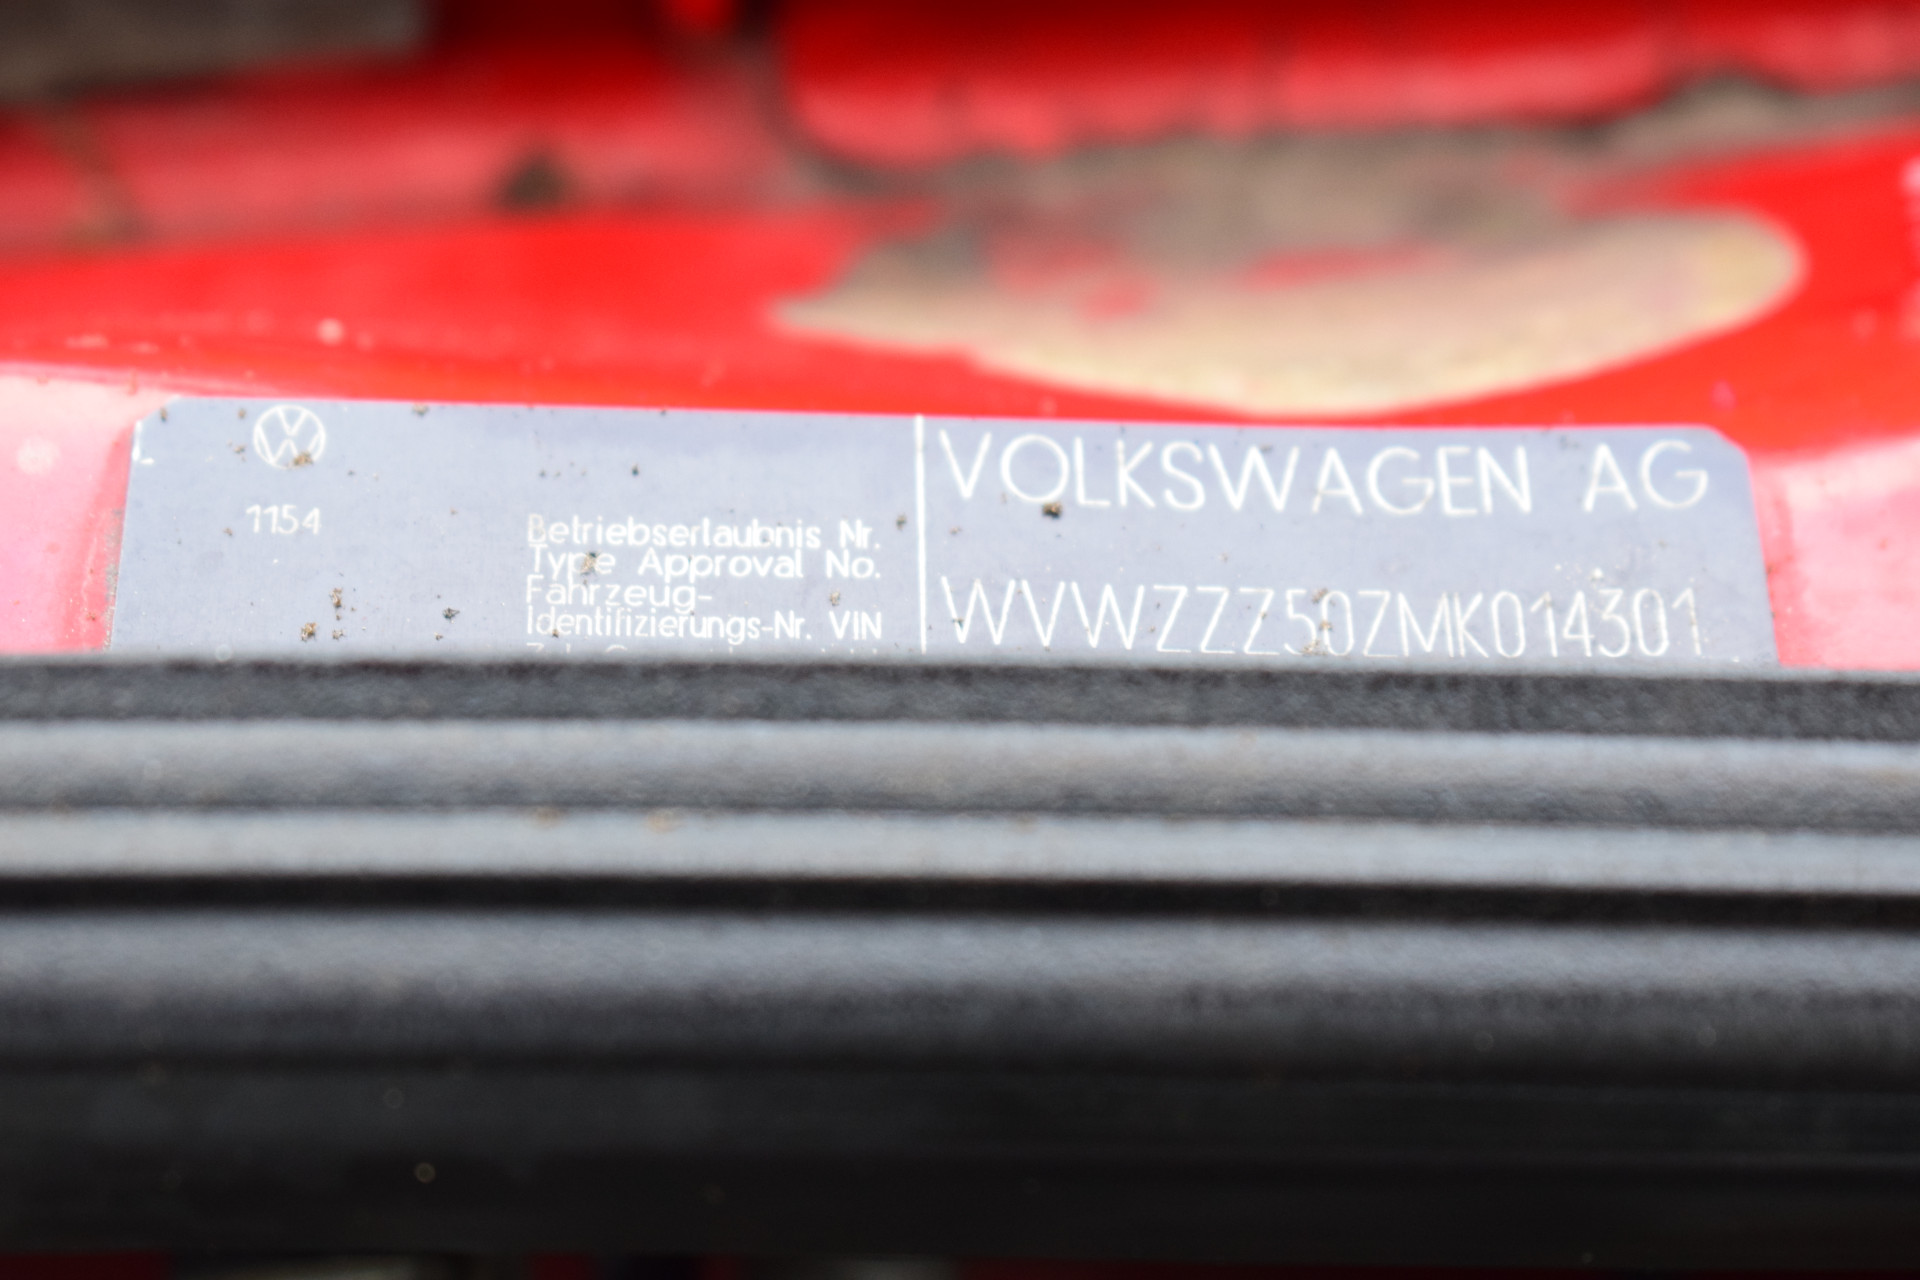 VOLKSWAGEN AG
1154
Betriebserlaubnis Nr.
Type Approval No.
Fahrzeug-
Identifizierungs-Nr. VIN
WVWZZZ50ZMK014301